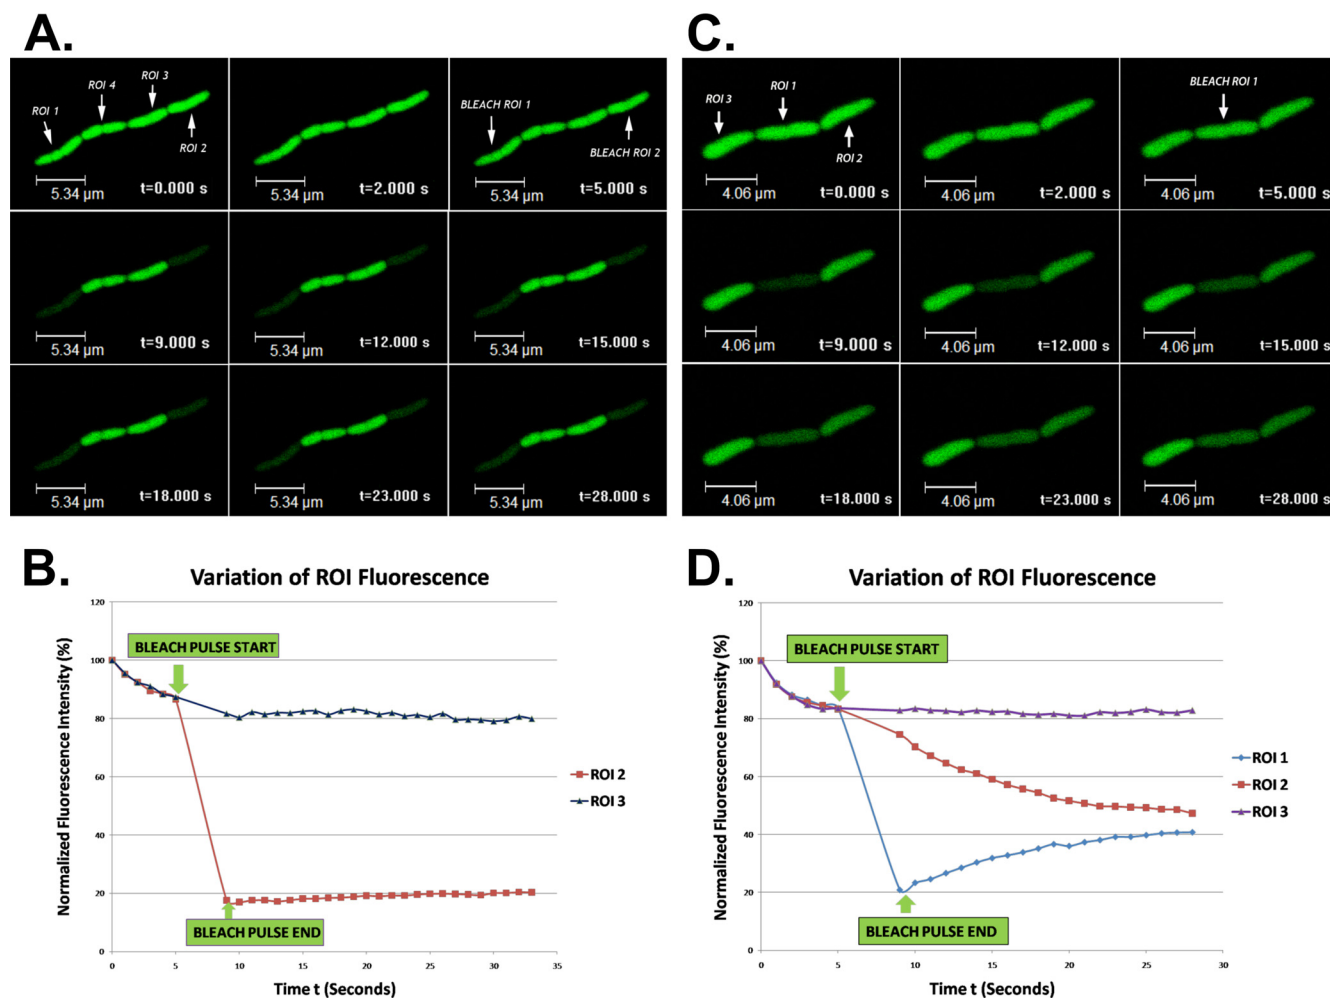 A.
ROI 1
ROI 4
ROI 3
ROI 2
5.34 µm
t=0.000 s
5.34 µm
t=2.000 s
BLEACH ROI 1
BLEACH ROI 2
5.34 µm
t=5.000 s
5.34 µm
t=9.000 s
5.34 µm
t=12.000 s
5.34 µm
t=15.000 s
5.34 µm
t=18.000 s
5.34 µm
t=23.000 s
5.34 µm
t=28.000 s
B.
Variation of ROI Fluorescence
Normalized Fluorescence Intensity (%)
120
100
80
60
40
20
0
BLEACH PULSE START
BLEACH PULSE END
ROI 2
ROI 3
0 5 10 15 20 25 30 35
Time t (Seconds)
C.
ROI 3
ROI 1
ROI 2
4.06 µm
t=0.000 s
4.06 µm
t=2.000 s
BLEACH ROI 1
4.06 µm
t=5.000 s
4.06 µm
t=9.000 s
4.06 µm
t=12.000 s
4.06 µm
t=15.000 s
4.06 µm
t=18.000 s
4.06 µm
t=23.000 s
4.06 µm
t=28.000 s
D.
Variation of ROI Fluorescence
Normalized Fluorescence Intensity (%)
120
100
80
60
40
20
0
BLEACH PULSE START
BLEACH PULSE END
ROI 1
ROI 2
ROI 3
0 5 10 15 20 25 30
Time t (Seconds)